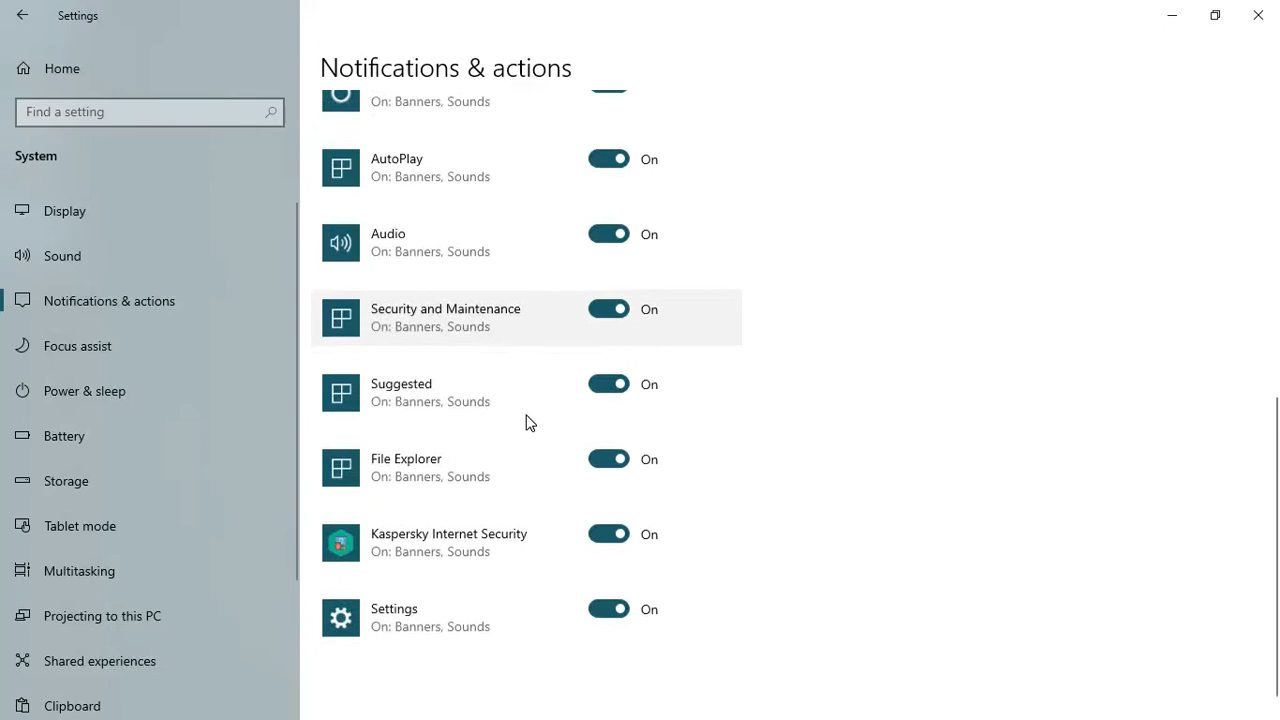 Settings
Home
Find a setting
System
Display
Sound
Notifications & actions
Focus assist
Power & sleep
Battery
Storage
Tablet mode
Multitasking
Projecting to this PC
Shared experiences
Clipboard
Notifications & actions
On: Banners, Sounds
AutoPlay
On: Banners, Sounds
On
Audio
On: Banners, Sounds
On
Security and Maintenance
On: Banners, Sounds
On
Suggested
On: Banners, Sounds
On
File Explorer
On: Banners, Sounds
On
Kaspersky Internet Security
On: Banners, Sounds
On
Settings
On: Banners, Sounds
On